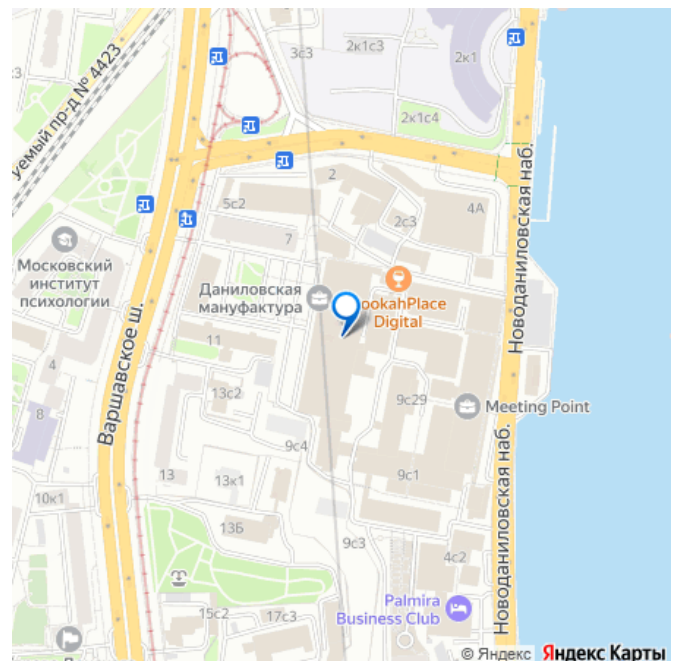 3с3
2к1с3
2к1
уемый пр-д № 4423
2к1с4
2
5с2
2с3
4А
7
Московский
институт
психологии
Даниловская
мануфактура
ookahPlace
Digital
Новоданиловская наб.
Варшавское ш.
11
4
13с2
9с29
Meeting Point
8
9с4
13
13к1
9с1
10к1
13Б
9с3
4с2
Новоданиловская наб.
15с2
17с3
Palmira
Business Club
© Яндекс Яндекс Карты